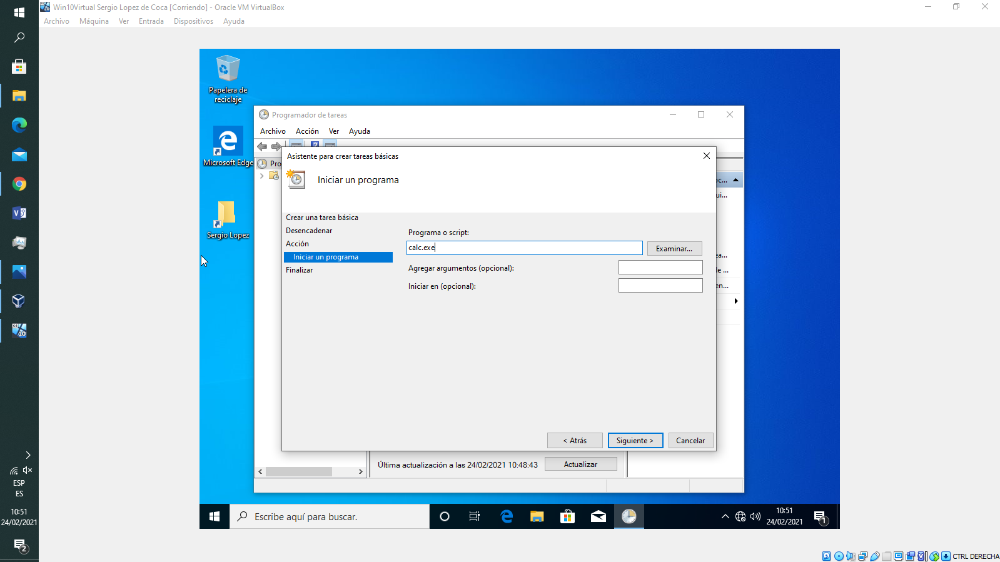 Win10Virtual Sergio Lopez de Coca [Corriendo] - Oracle VM VirtualBox
Archivo Máquina Ver Entrada Dispositivos Ayuda
Papelera de
reciclaje
Microsoft Edge
Sergio Lopez
Programador de tareas
Archivo Acción Ver Ayuda
Pro
Asistente para crear tareas básicas
Iniciar un programa
Crear una tarea básica
Desencadenar
Acción
Iniciar un programa
Finalizar
Programa o script:
calc.exe
Examinar...
Agregar argumentos (opcional):
Iniciar en (opcional):
oc...
ui...
ea...
le ...
en...
< Atrás
Siguiente >
Cancelar
Última actualización a las 24/02/2021 10:48:43
Actualizar
Escribe aquí para buscar.
10:51
24/02/2021
1
ESP
ES
10:51
24/02/2021
2
CTRL DERECHA